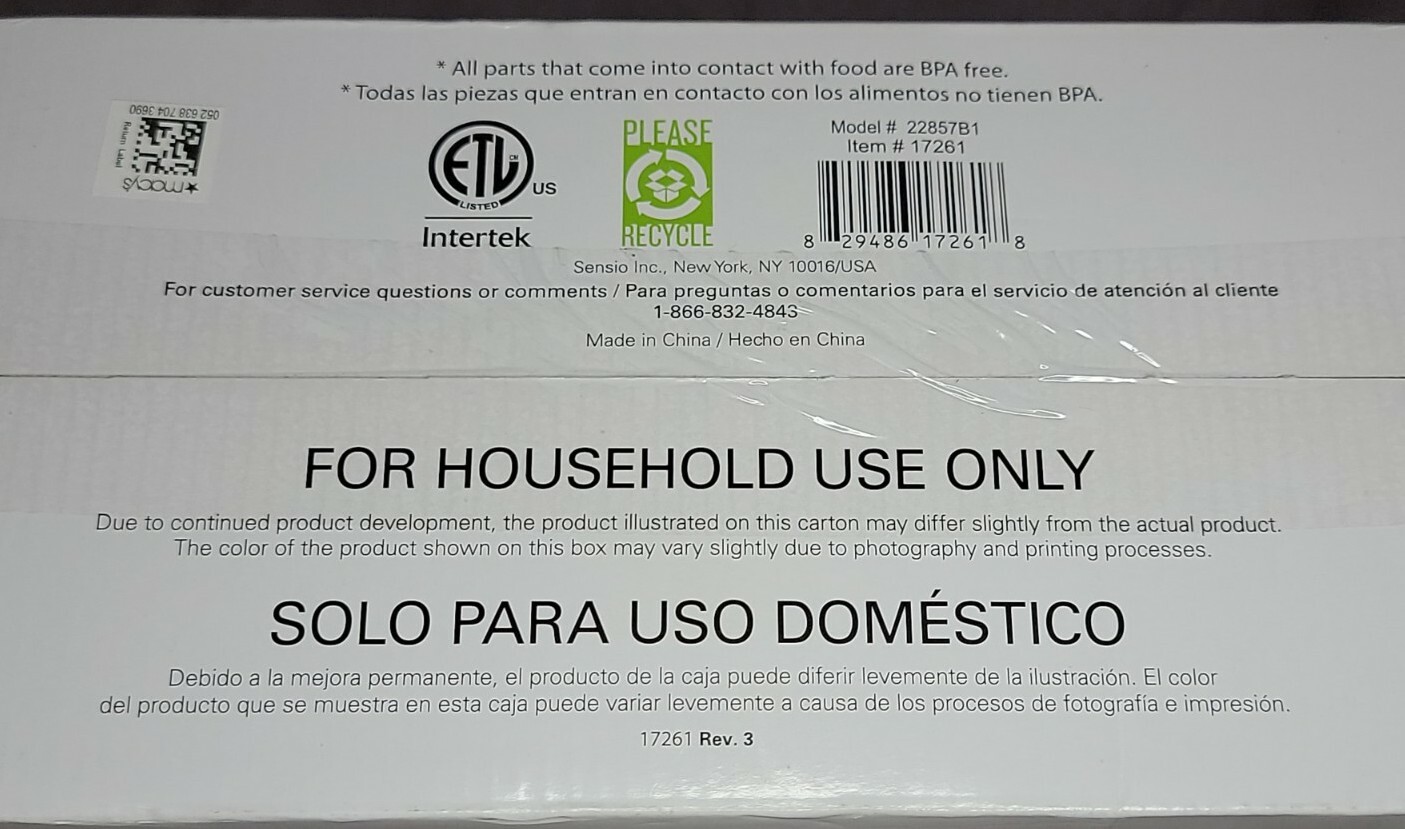 * All parts that come into contact with food are BPA free.
* Todas las piezas que entran en contacto con los alimentos no tienen BPA.
052 638 704 3690
Return Label
★macys
ETL
CM
LISTED
US
Intertek
PLEASE
RECYCLE
Model # 22857B1
Item # 17261
8 29486 17261 8
Sensio Inc., New York, NY 10016/USA
For customer service questions or comments / Para preguntas o comentarios para el servicio de atención al cliente
1-866-832-4843
Made in China / Hecho en China
FOR HOUSEHOLD USE ONLY
Due to continued product development, the product illustrated on this carton may differ slightly from the actual product.
The color of the product shown on this box may vary slightly due to photography and printing processes.
SOLO PARA USO DOMÉSTICO
Debido a la mejora permanente, el producto de la caja puede diferir levemente de la ilustración. El color
del producto que se muestra en esta caja puede variar levemente a causa de los procesos de fotografía e impresión.
17261 Rev. 3